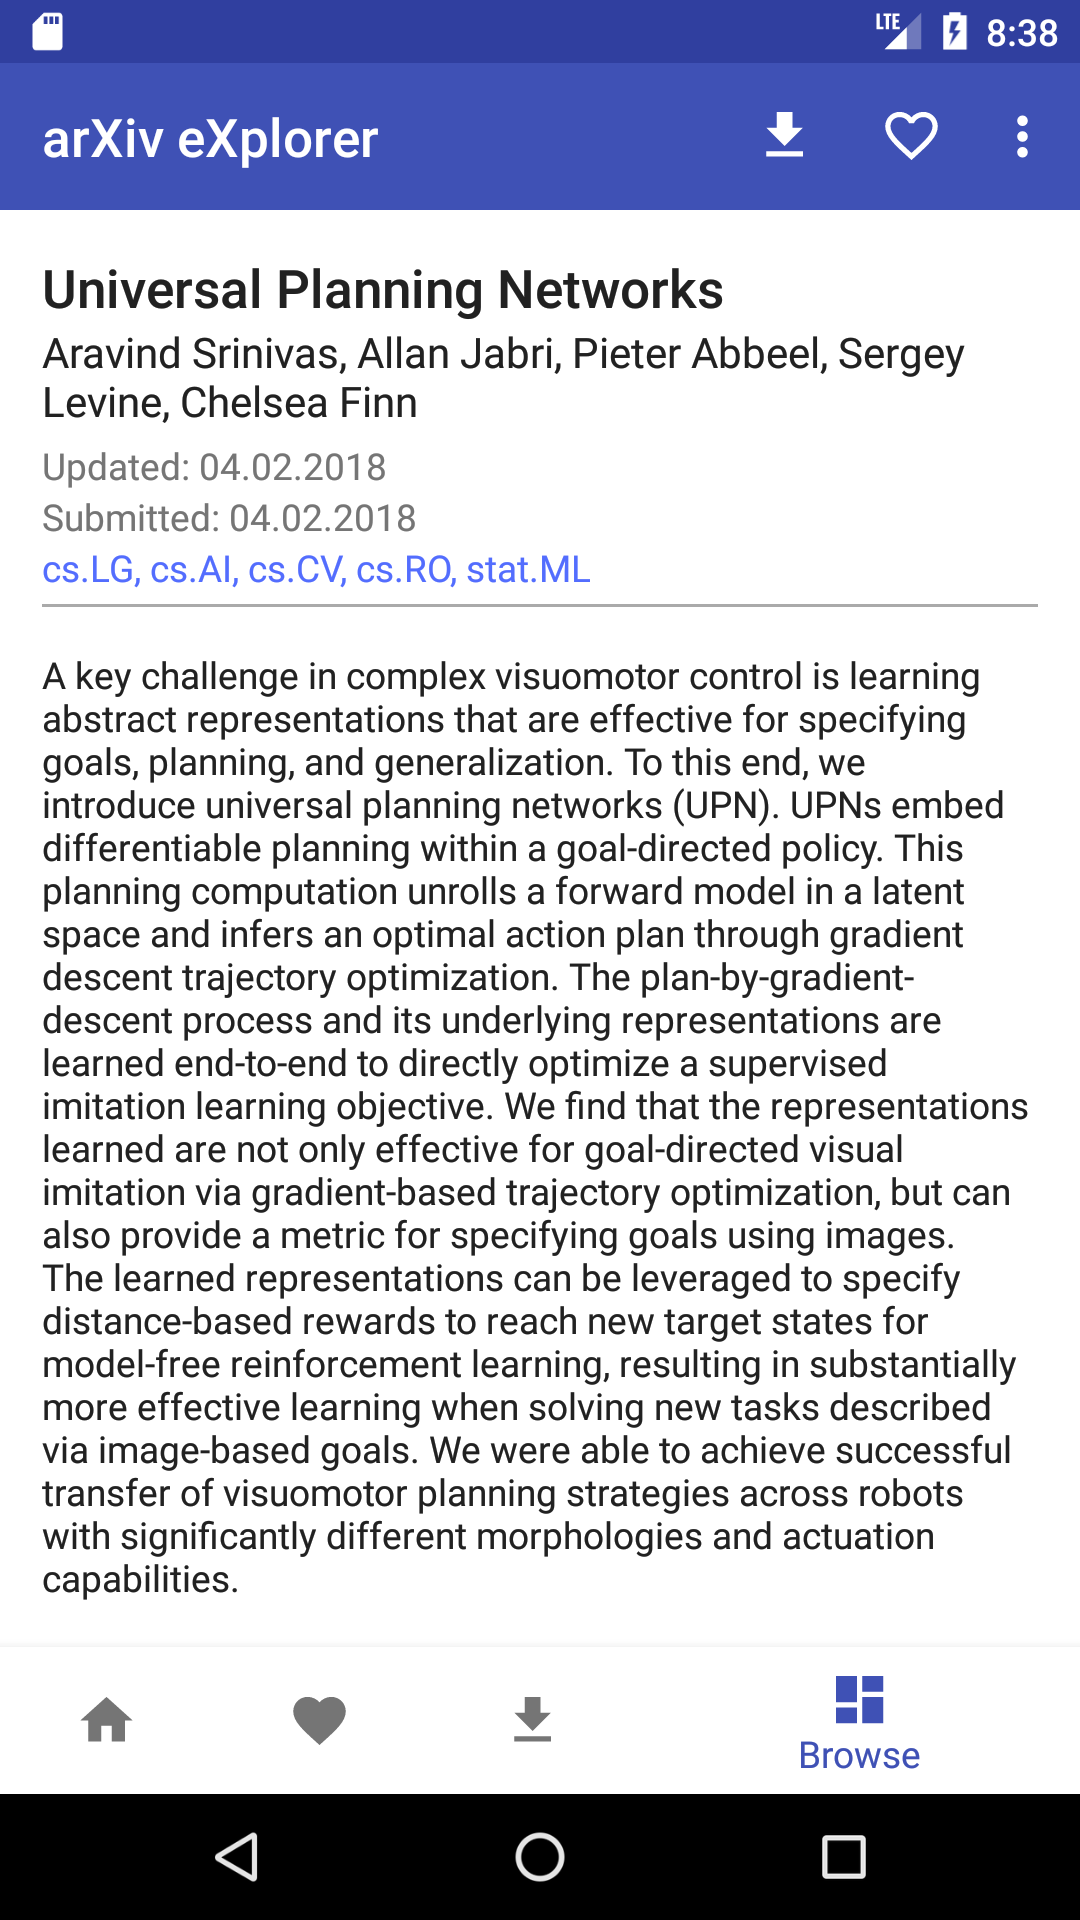 LTE 8:38
arXiv eXplorer
Universal Planning Networks
Aravind Srinivas, Allan Jabri, Pieter Abbeel, Sergey
Levine, Chelsea Finn
Updated: 04.02.2018
Submitted: 04.02.2018
cs.LG, cs.AI, cs.CV, cs.RO, stat.ML
A key challenge in complex visuomotor control is learning
abstract representations that are effective for specifying
goals, planning, and generalization. To this end, we
introduce universal planning networks (UPN). UPNs embed
differentiable planning within a goal-directed policy. This
planning computation unrolls a forward model in a latent
space and infers an optimal action plan through gradient
descent trajectory optimization. The plan-by-gradient-
descent process and its underlying representations are
learned end-to-end to directly optimize a supervised
imitation learning objective. We find that the representations
learned are not only effective for goal-directed visual
imitation via gradient-based trajectory optimization, but can
also provide a metric for specifying goals using images.
The learned representations can be leveraged to specify
distance-based rewards to reach new target states for
model-free reinforcement learning, resulting in substantially
more effective learning when solving new tasks described
via image-based goals. We were able to achieve successful
transfer of visuomotor planning strategies across robots
with significantly different morphologies and actuation
capabilities.
Browse